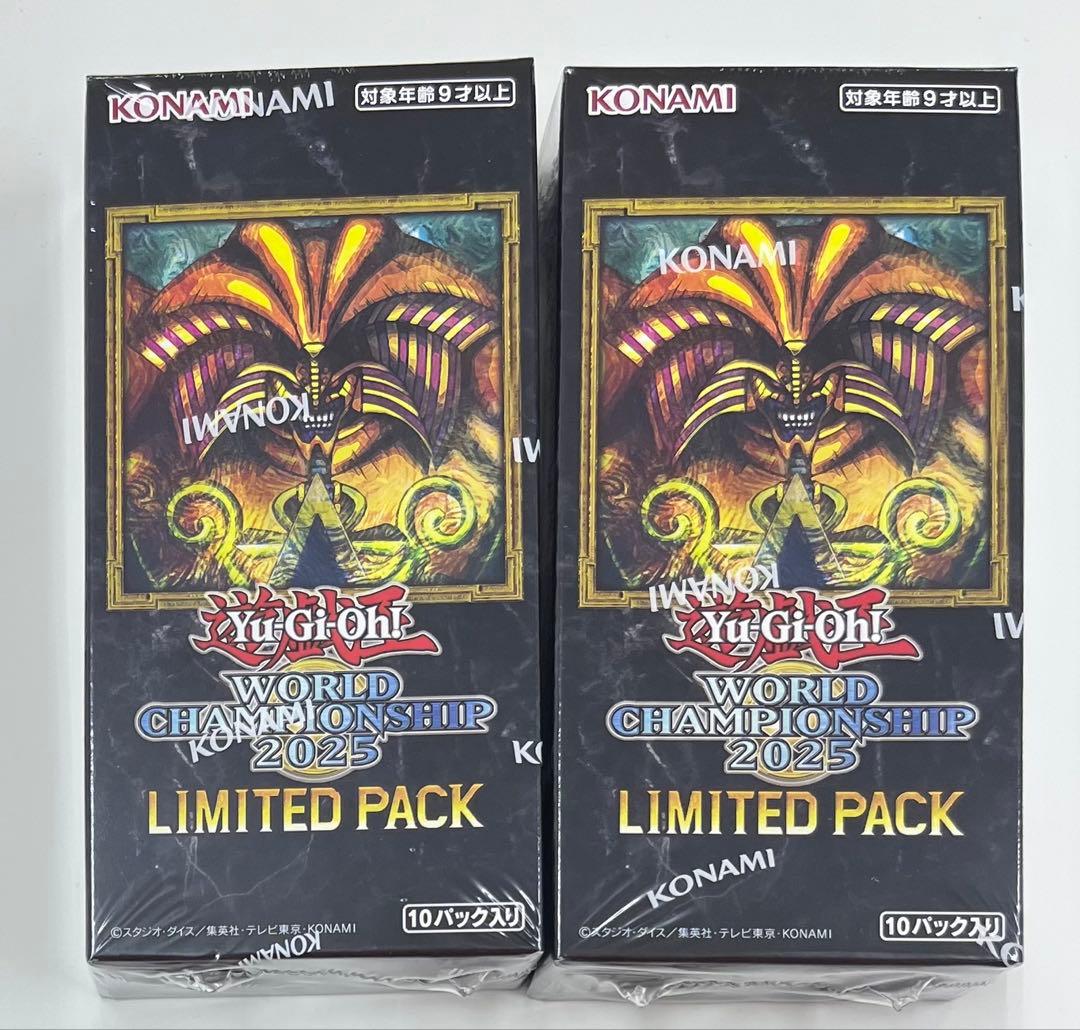 KONAMI
KONAMI
対象年齢9才以上
KONAMI
遊戯王
Yu-Gi-Oh!
WORLD
CHAMPIONSHIP
2025
KONAMI
LIMITED PACK
10パック入り
©スタジオ・ダイス/集英社・テレビ東京・KONAMI
KONAMI
KONAMI
対象年齢9才以上
KONAMI
KONAMI
遊戯王
Yu-Gi-Oh!
WORLD
CHAMPIONSHIP
2025
LIMITED PACK
KONAMI
10パック入り
©スタジオ・ダイス/集英社・テレビ東京・KONAMI